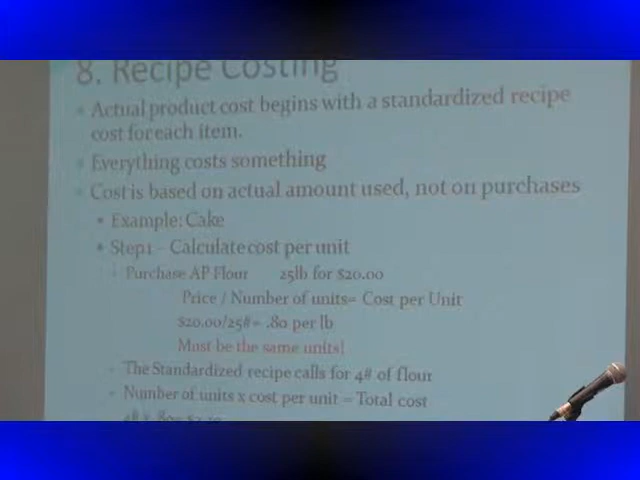 8. Recipe Costing
Actual product cost begins with a standardized recipe
cost for each item.
Everything costs something
Cost is based on actual amount used, not on purchases
Example: Cake
Step 1 - Calculate cost per unit
Purchase AP Flour 25lb for $20.00
Price / Number of units= Cost per Unit
$20.00/25#= .80 per lb
Must be the same units!
The Standardized recipe calls for 4# of flour
Number of units x cost per unit = Total cost